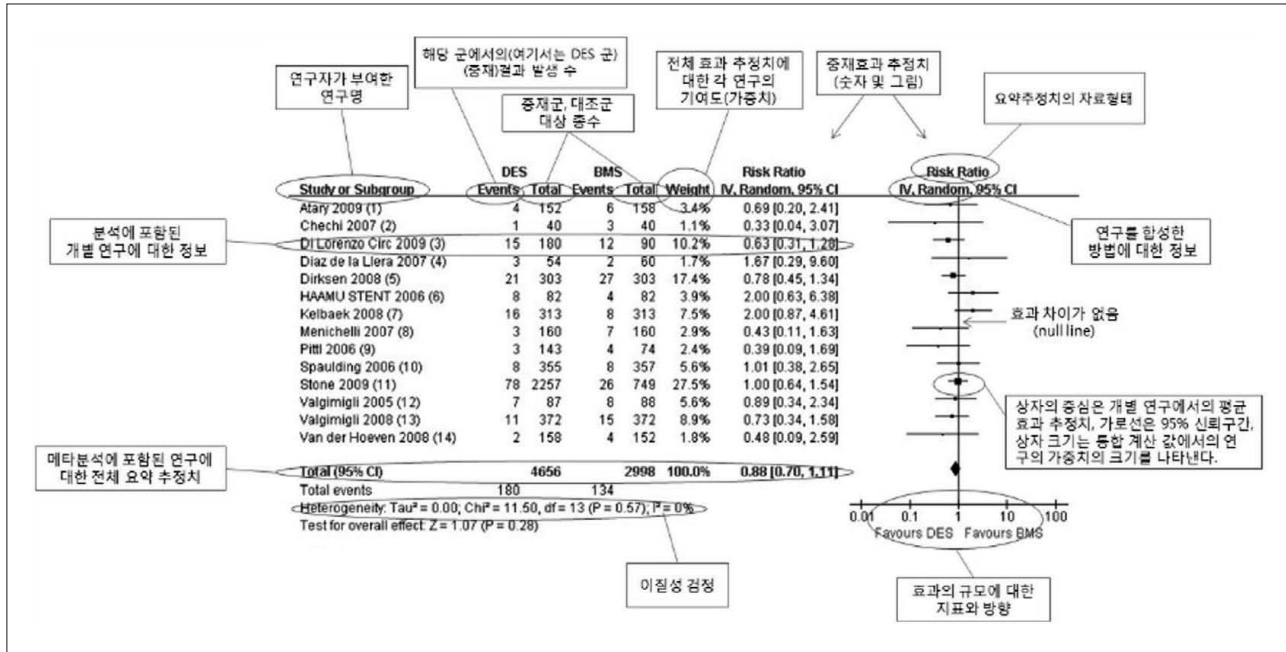 해당 군에서의(여기서는 DES 군)
(중재)결과 발생 수
연구자가 부여한
연구명
중재군, 대조군
대상 총수
전체 효과 추정치에
대한 각 연구의
기여도(가중치)
중재효과 추정치
(숫자 및 그림)
요약추정치의 자료형태
DES BMS Risk Ratio Risk Ratio
Study or Subgroup Events Total Events Total Weight IV, Random, 95% CI IV, Random, 95% CI
Atary 2009 (1) 4 152 6 158 3.4% 0.69 [0.20, 2.41]
Chechi 2007 (2) 1 40 3 40 1.1% 0.33 [0.04, 3.07]
Di Lorenzo Circ 2009 (3) 15 180 12 90 10.2% 0.63 [0.31, 1.28]
Diaz de la Llera 2007 (4) 3 54 2 60 1.7% 1.67 [0.29, 9.60]
Dirksen 2008 (5) 21 303 27 303 17.4% 0.78 [0.45, 1.34]
HAAMU STENT 2006 (6) 8 82 4 82 3.9% 2.00 [0.63, 6.38]
Kelbaek 2008 (7) 16 313 8 313 7.5% 2.00 [0.87, 4.61]
Menichelli 2007 (8) 3 160 7 160 2.9% 0.43 [0.11, 1.63]
Pittl 2006 (9) 3 143 4 74 2.4% 0.39 [0.09, 1.69]
Spaulding 2006 (10) 8 355 8 357 5.6% 1.01 [0.38, 2.65]
Stone 2009 (11) 78 2257 26 749 27.5% 1.00 [0.64, 1.54]
Valgimigli 2005 (12) 7 87 8 88 5.6% 0.89 [0.34, 2.34]
Valgimigli 2008 (13) 11 372 15 372 8.9% 0.73 [0.34, 1.58]
Van der Hoeven 2008 (14) 2 158 4 152 1.8% 0.48 [0.09, 2.59]
Total (95% CI) 4656 2998 100.0% 0.88 [0.70, 1.11]
Total events 180 134
Heterogeneity: Tau² = 0.00; Chi² = 11.50, df = 13 (P = 0.57); I² = 0%
Test for overall effect: Z = 1.07 (P = 0.28)
0.01 0.1 1 10 100
Favours DES Favours BMS
분석에 포함된
개별 연구에 대한 정보
연구를 합성한
방법에 대한 정보
효과 차이가 없음
(null line)
상자의 중심은 개별 연구에서의 평균
효과 추정치, 가로선은 95% 신뢰구간,
상자 크기는 통합 계산 값에서의 연
구의 가중치의 크기를 나타낸다.
메타분석에 포함된 연구에
대한 전체 요약 추정치
이질성 검정
효과의 규모에 대한
지표와 방향